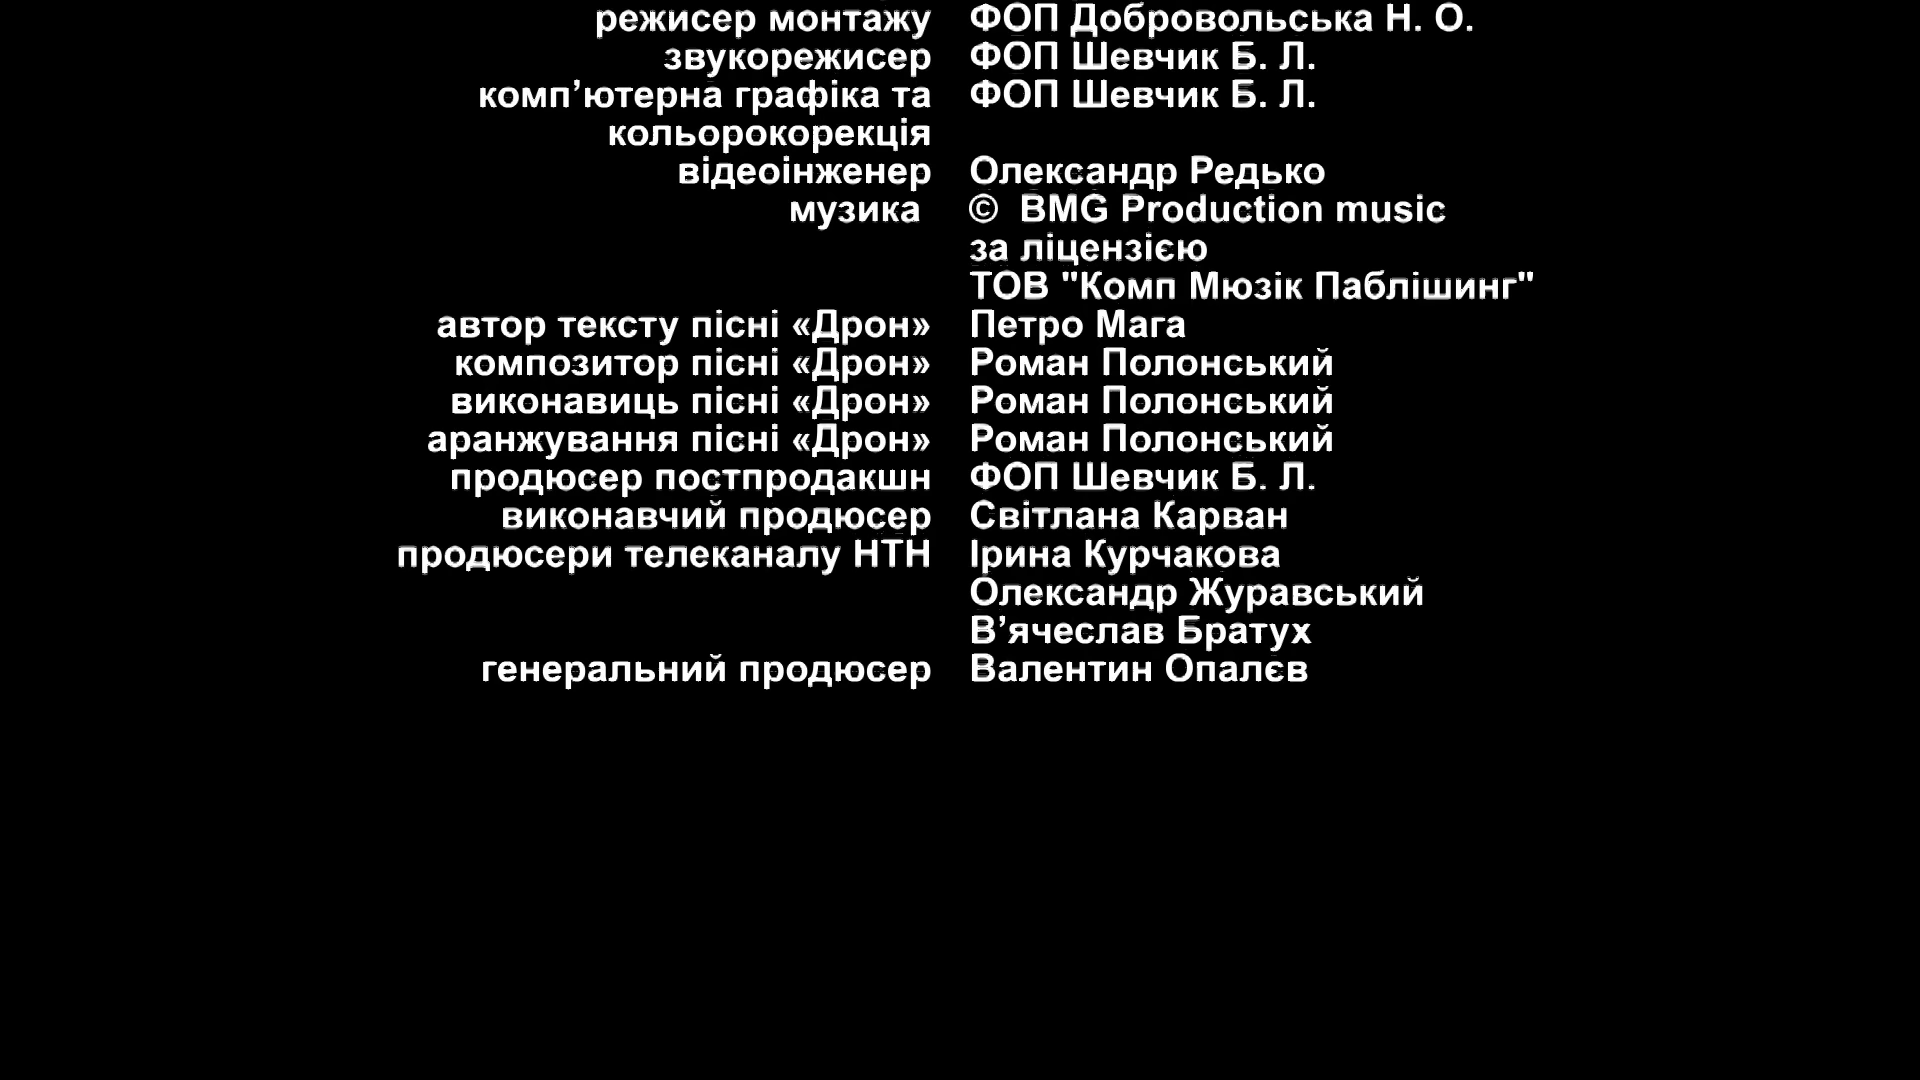 режисер монтажу ФОП Добровольська Н. О.
звукорежисер ФОП Шевчик Б. Л.
комп’ютерна графіка та ФОП Шевчик Б. Л.
кольорокорекція
відеоінженер Олександр Редько
музика © BMG Production music
за ліцензією
ТОВ "Комп Мюзік Паблішинг"
автор тексту пісні «Дрон» Петро Мага
композитор пісні «Дрон» Роман Полонський
виконавиць пісні «Дрон» Роман Полонський
аранжування пісні «Дрон» Роман Полонський
продюсер постпродакшн ФОП Шевчик Б. Л.
виконавчий продюсер Світлана Карван
продюсери телеканалу НТН Ірина Курчакова
Олександр Журавський
В’ячеслав Братух
генеральний продюсер Валентин Опалєв